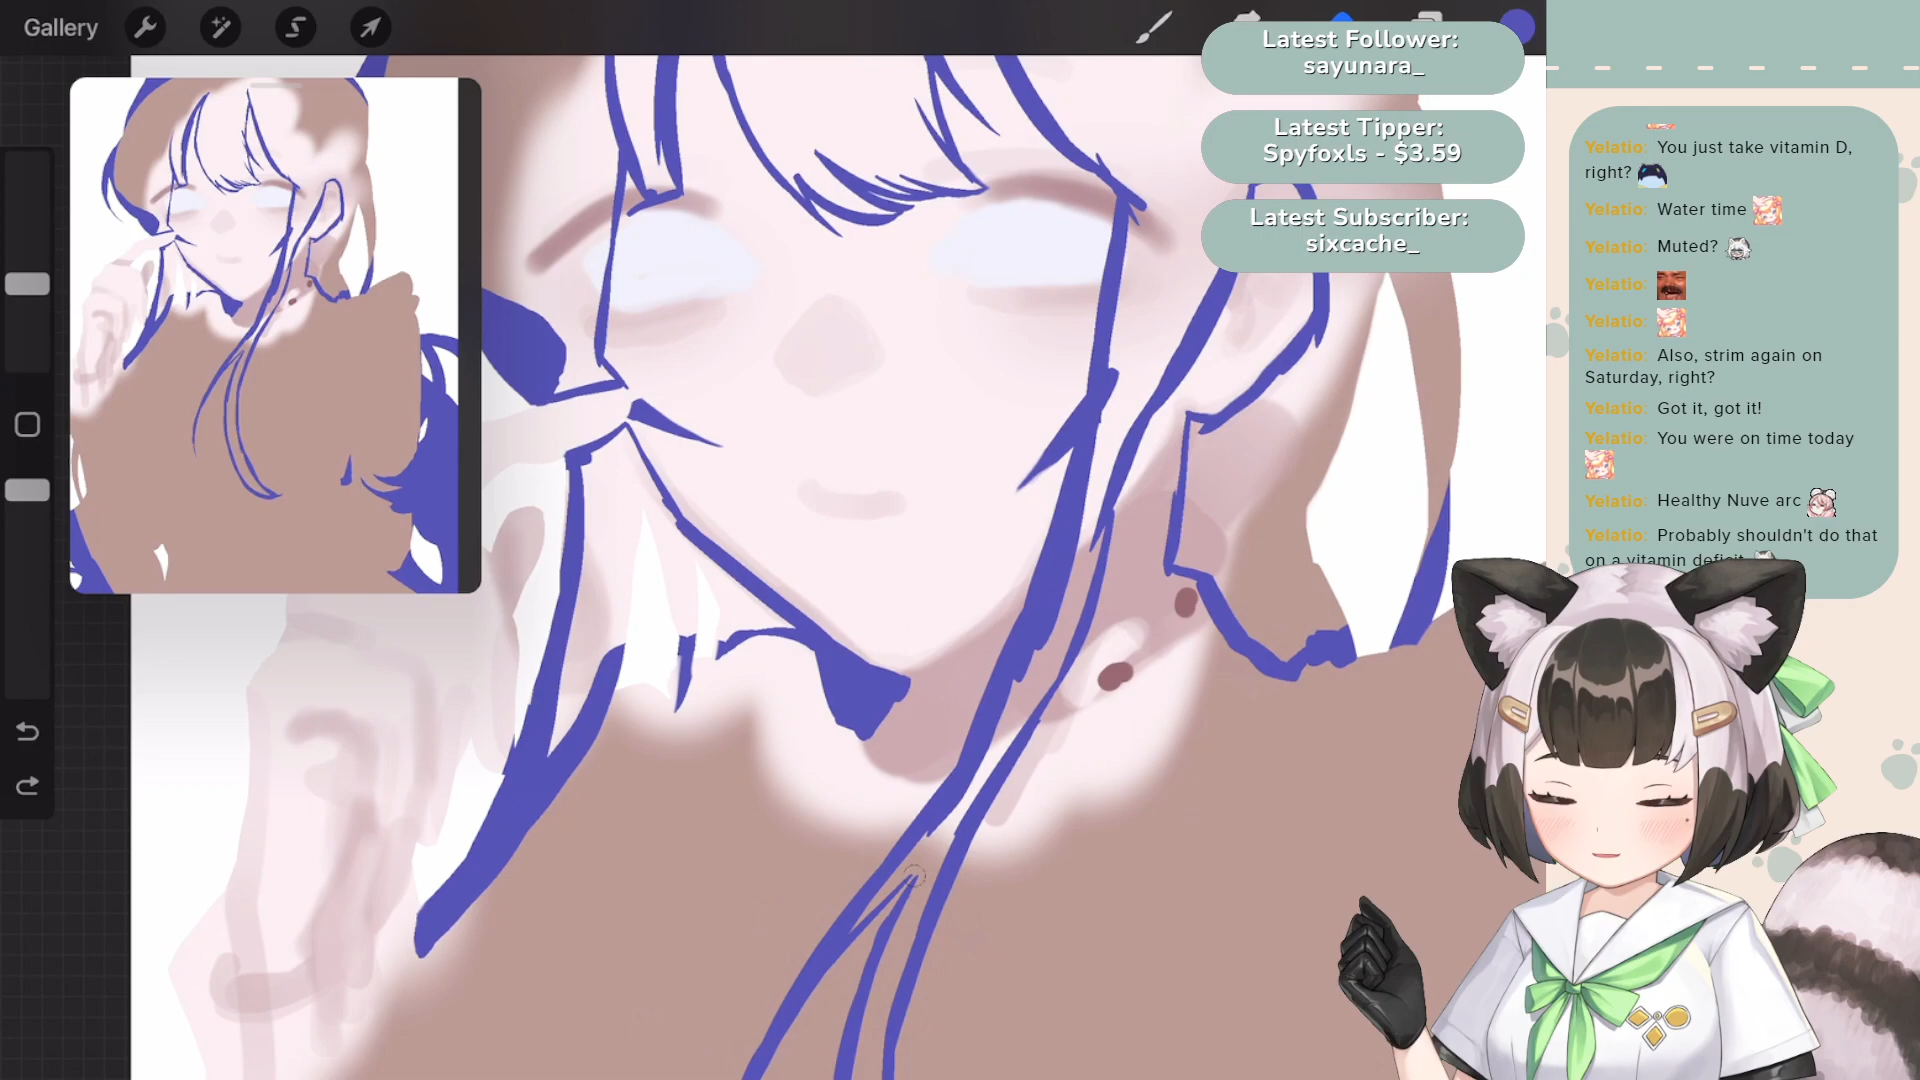 Gallery
Latest Follower:
sayunara_
Latest Tipper:
Spyfoxls - $3.59
Latest Subscriber:
sixcache_
Yelatio: You just take vitamin D,
right?
Yelatio: Water time
Yelatio: Muted?
Yelatio:
Yelatio:
Yelatio: Also, strim again on
Saturday, right?
Yelatio: Got it, got it!
Yelatio: You were on time today
Yelatio: Healthy Nuve arc
Yelatio: Probably shouldn't do that
on a vitamin deficit